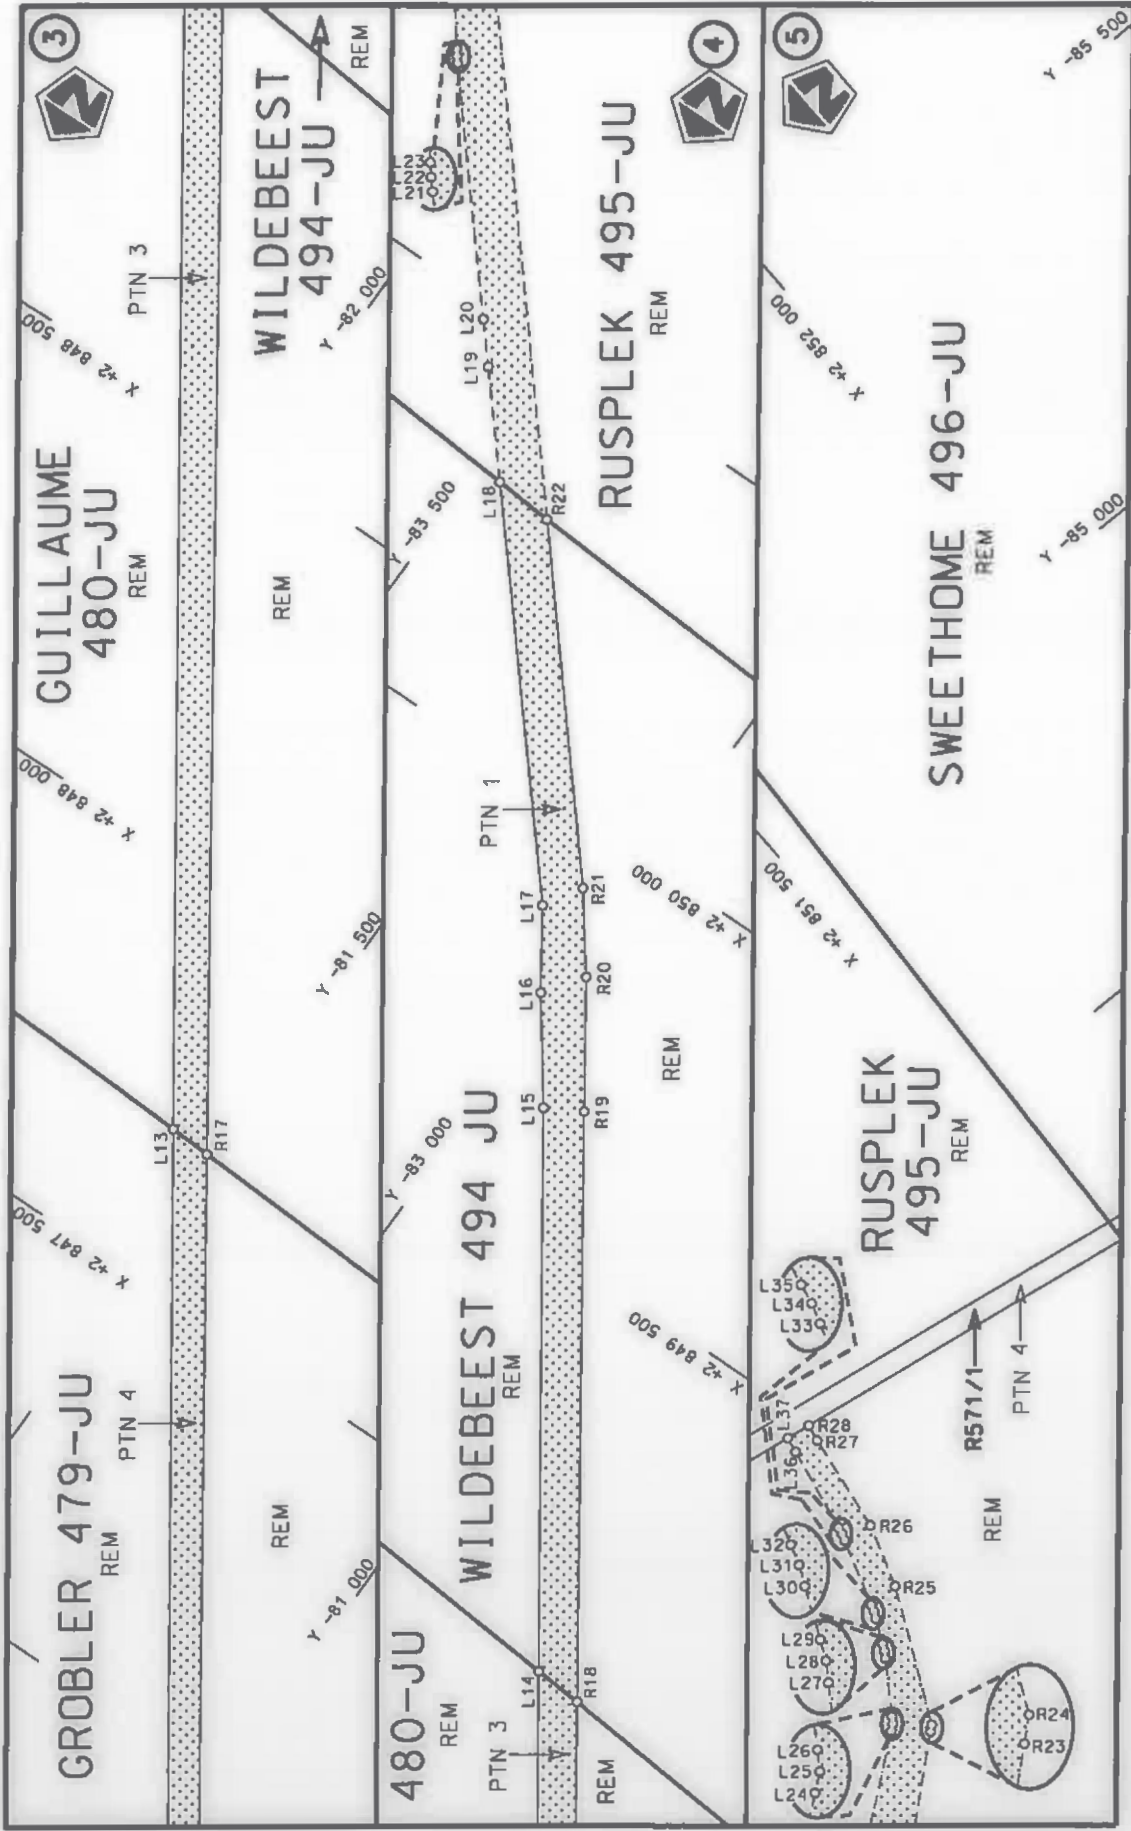 3
GROBLER 479-JU
REM
PTN 4
X +2 847 500
X +2 848 000
X +2 848 500
GUILLAUME
480-JU
REM
PTN 3
L13
R17
REM
REM
Y -81 000
Y -81 500
Y -82 000
WILDEBEEST
494-JU
REM
4
480-JU
REM
PTN 3
L14
R18
REM
WILDEBEEST 494 JU
REM
Y -83 000
Y -83 500
L15
L16
L17
R19
R20
R21
PTN 1
L18
R22
L19
L20
L21
L22
L23
REM
X +2 849 500
X +2 850 000
RUSPLEK 495-JU
REM
5
L24
L25
L26
L27
L28
L29
L30
L31
L32
L33
L34
L35
L36
L37
R23
R24
R25
R26
R27
R28
REM
R571/1
PTN 4
RUSPLEK
495-JU
REM
X +2 851 500
X +2 852 000
SWEETHOME 496-JU
REM
Y -85 000
Y -85 500